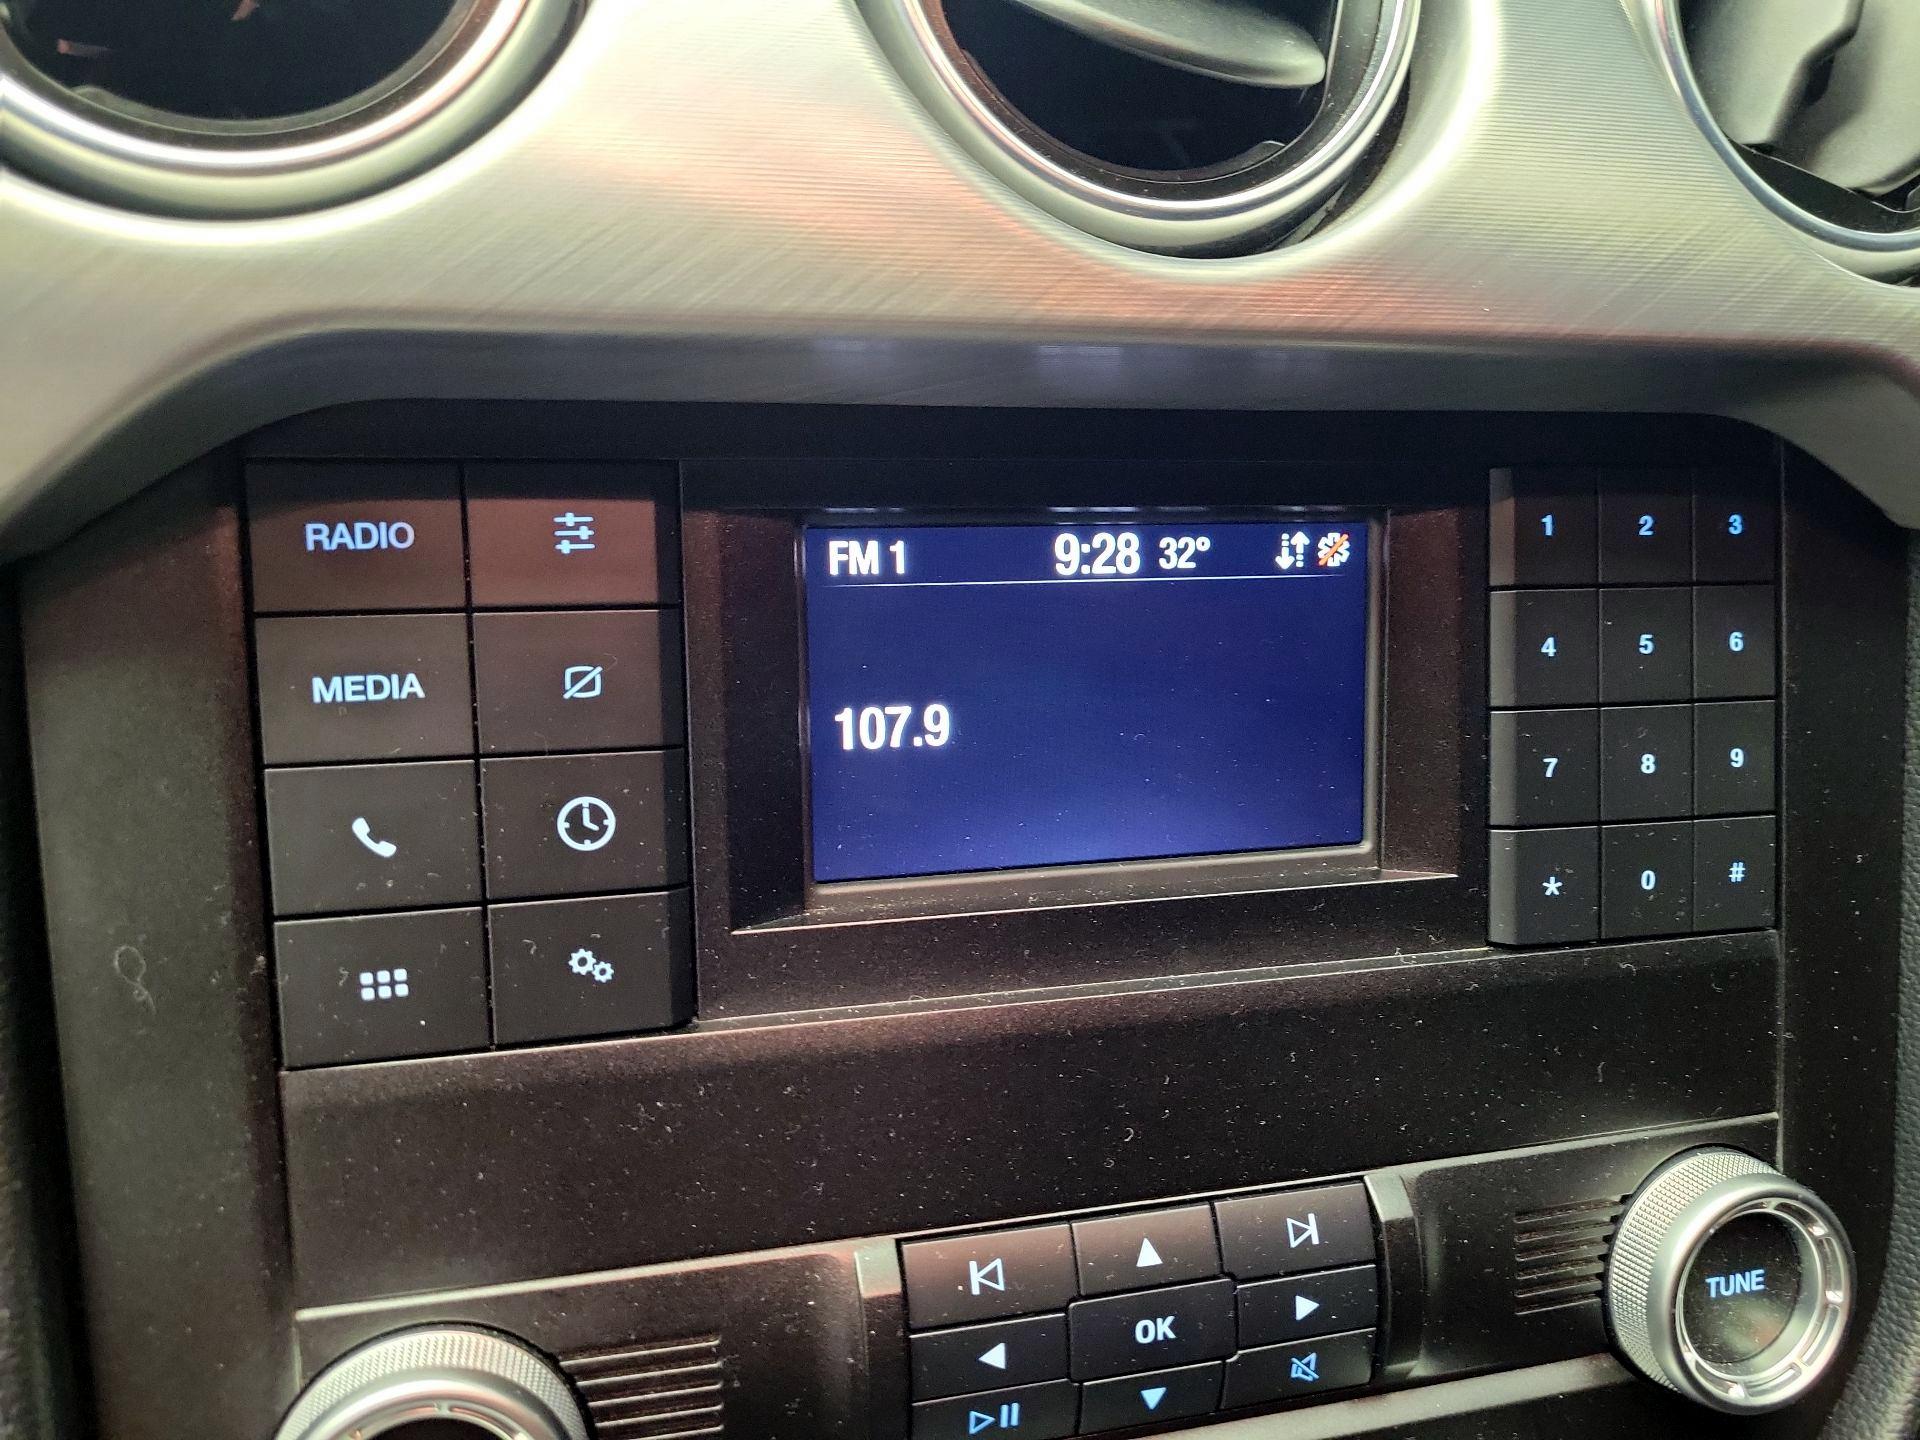 RADIO
MEDIA
FM 1 9:28 32°
107.9
1 2 3
4 5 6
7 8 9
* 0 #
OK
TUNE